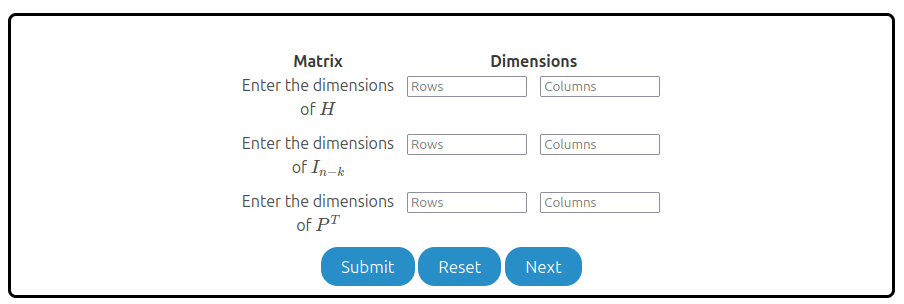 Matrix Dimensions
Enter the dimensions Rows Columns
of H
Enter the dimensions Rows Columns
of I_{n−k}
Enter the dimensions Rows Columns
of P^T
Submit Reset Next